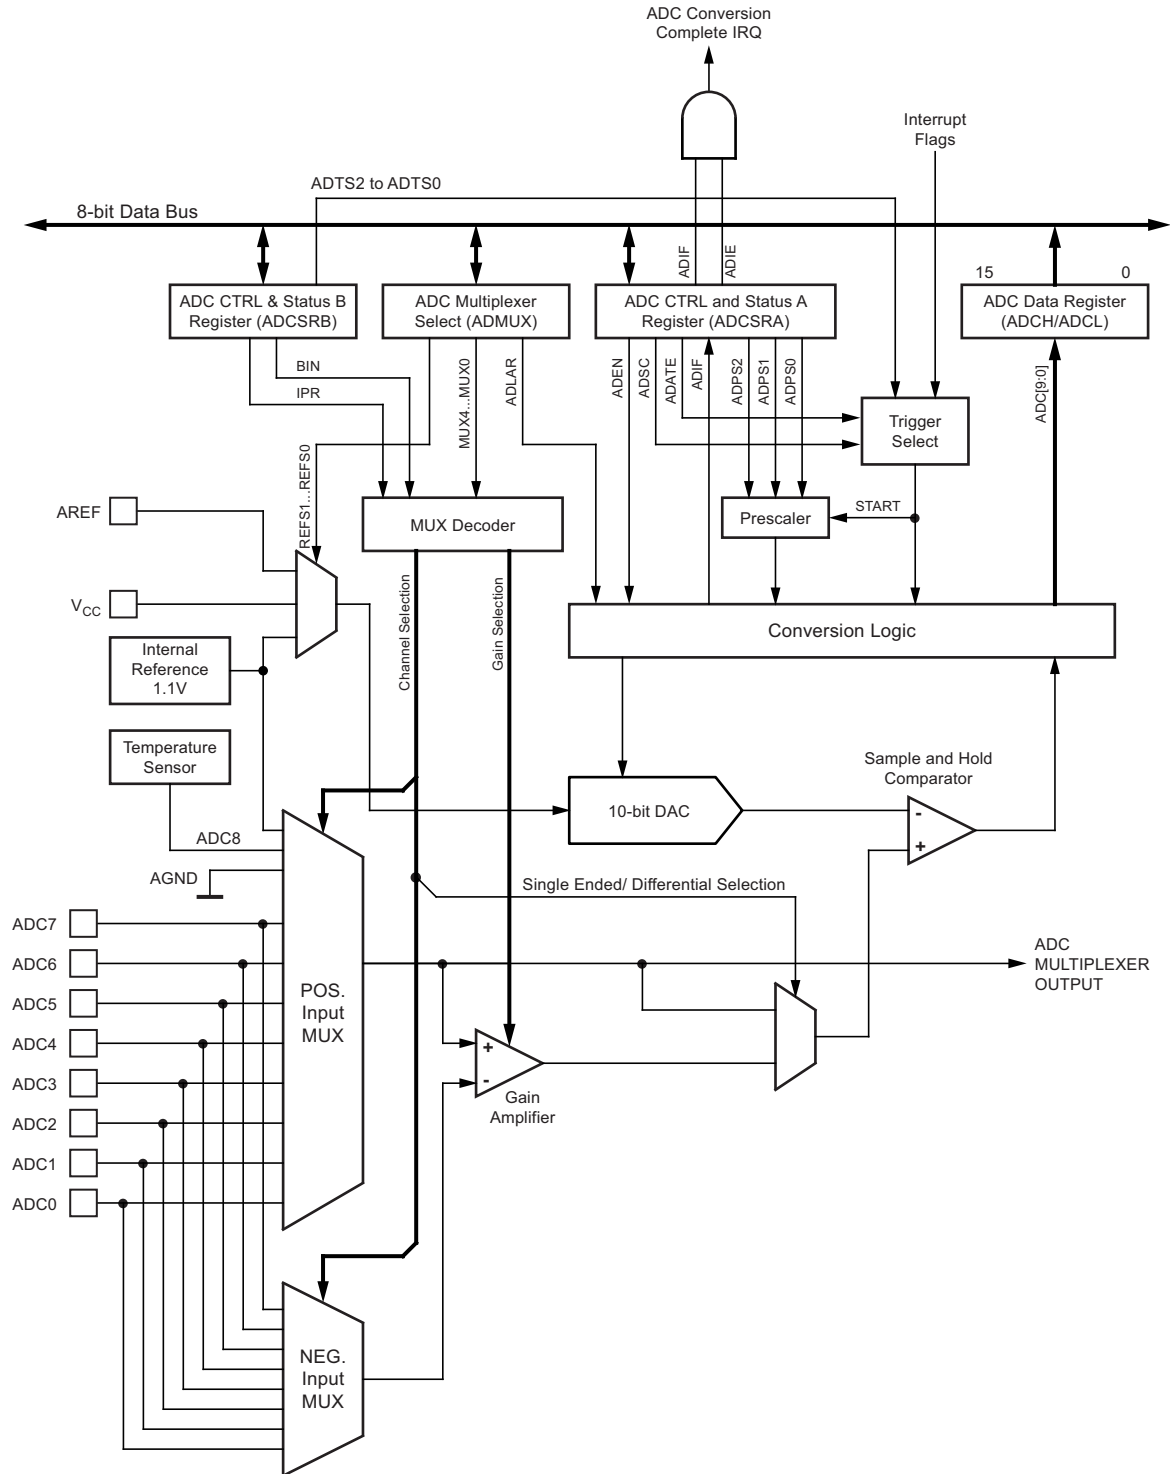 ADC Conversion
Complete IRQ
Interrupt
Flags
ADTS2 to ADTS0
8-bit Data Bus
ADIF
ADIE
15
0
ADC CTRL & Status B
Register (ADCSRB)
ADC Multiplexer
Select (ADMUX)
ADC CTRL and Status A
Register (ADCSRA)
ADC Data Register
(ADCH/ADCL)
BIN
IPR
REFS1...REFS0
MUX4...MUX0
ADLAR
ADEN
ADSC
ADATE
ADIF
ADPS2
ADPS1
ADPS0
ADC[9:0]
Trigger
Select
AREF
MUX Decoder
Prescaler
START
VCC
Channel Selection
Gain Selection
Conversion Logic
Internal
Reference
1.1V
Temperature
Sensor
Sample and Hold
Comparator
10-bit DAC
-
+
ADC8
AGND
Single Ended/ Differential Selection
ADC7
ADC6
ADC5
ADC4
ADC3
ADC2
ADC1
ADC0
POS.
Input
MUX
ADC
MULTIPLEXER
OUTPUT
+
-
Gain
Amplifier
NEG.
Input
MUX